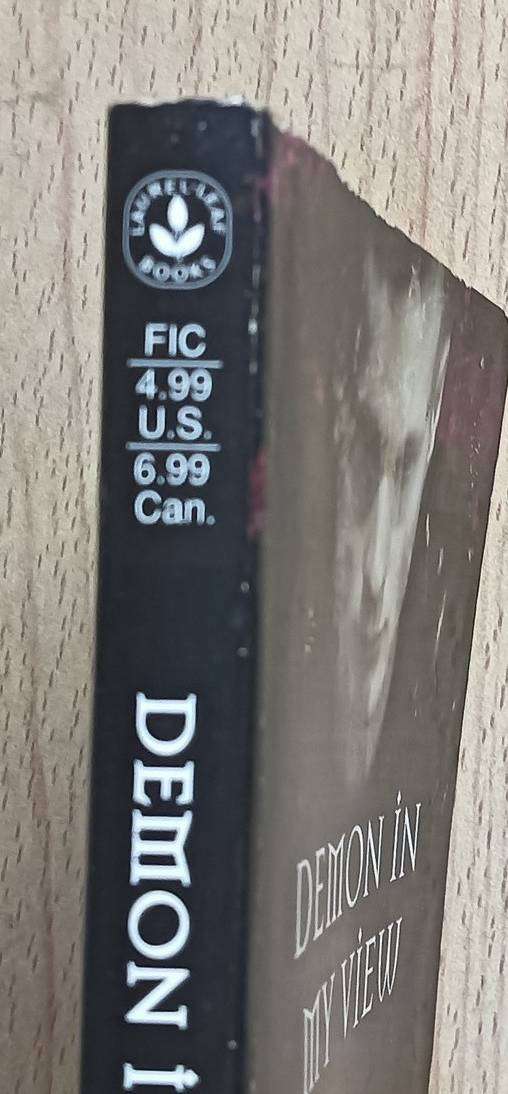 LAUREL-LEAF
BOOKS
FIC
4.99
U.S.
6.99
Can.
DEMON I
DEMON IN
MY VIEW